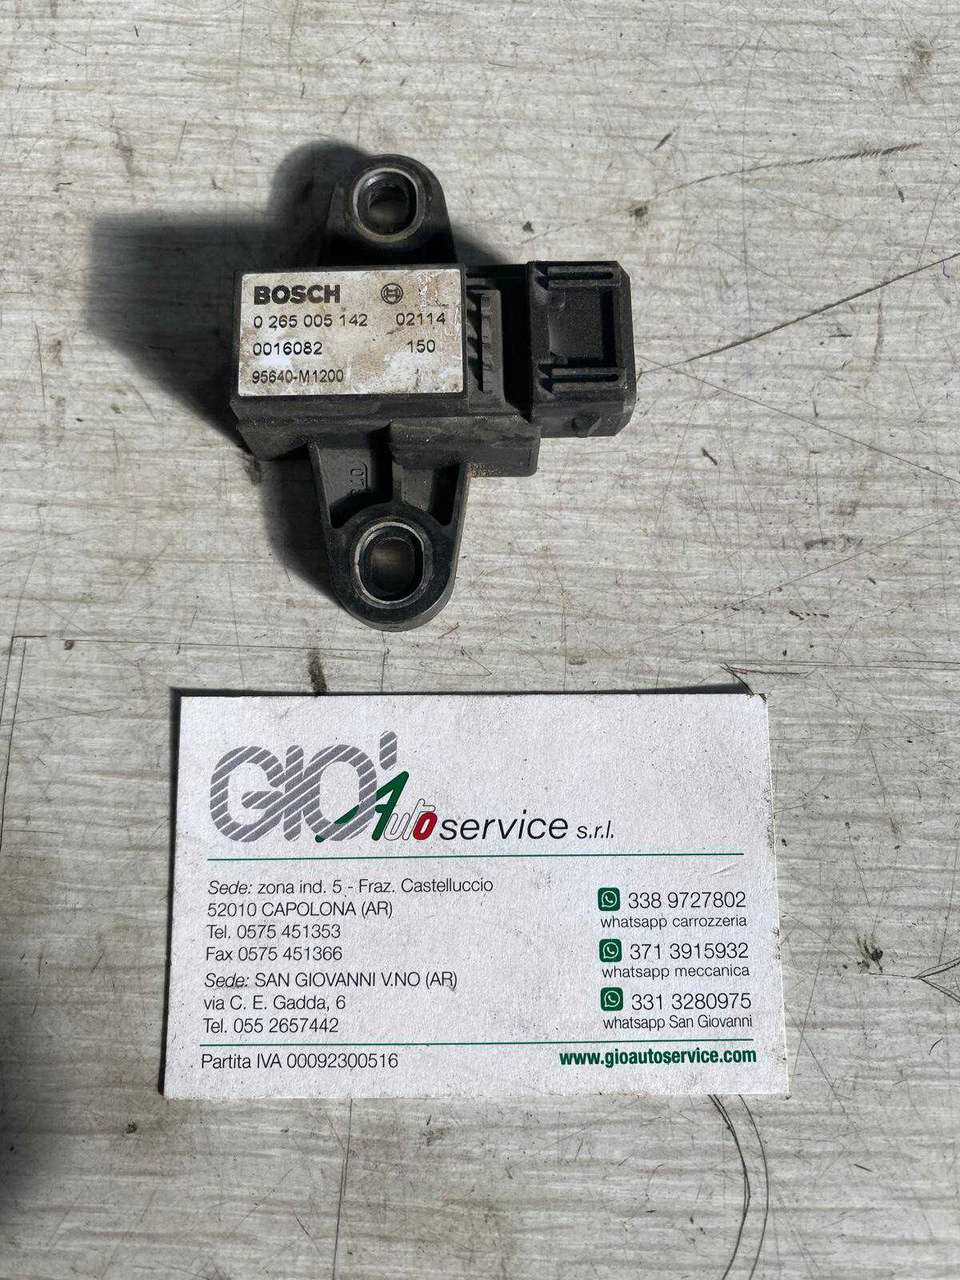 BOSCH
0 265 005 142 02114
0016082 150
95640-M1200
GIO' Autoservice s.r.l.
Sede: zona ind. 5 - Fraz. Castelluccio
52010 CAPOLONA (AR)
Tel. 0575 451353
Fax 0575 451366
Sede: SAN GIOVANNI V.NO (AR)
via C. E. Gadda, 6
Tel. 055 2657442
338 9727802
whatsapp carrozzeria
371 3915932
whatsapp meccanica
331 3280975
whatsapp San Giovanni
Partita IVA 00092300516
www.gioautoservice.com